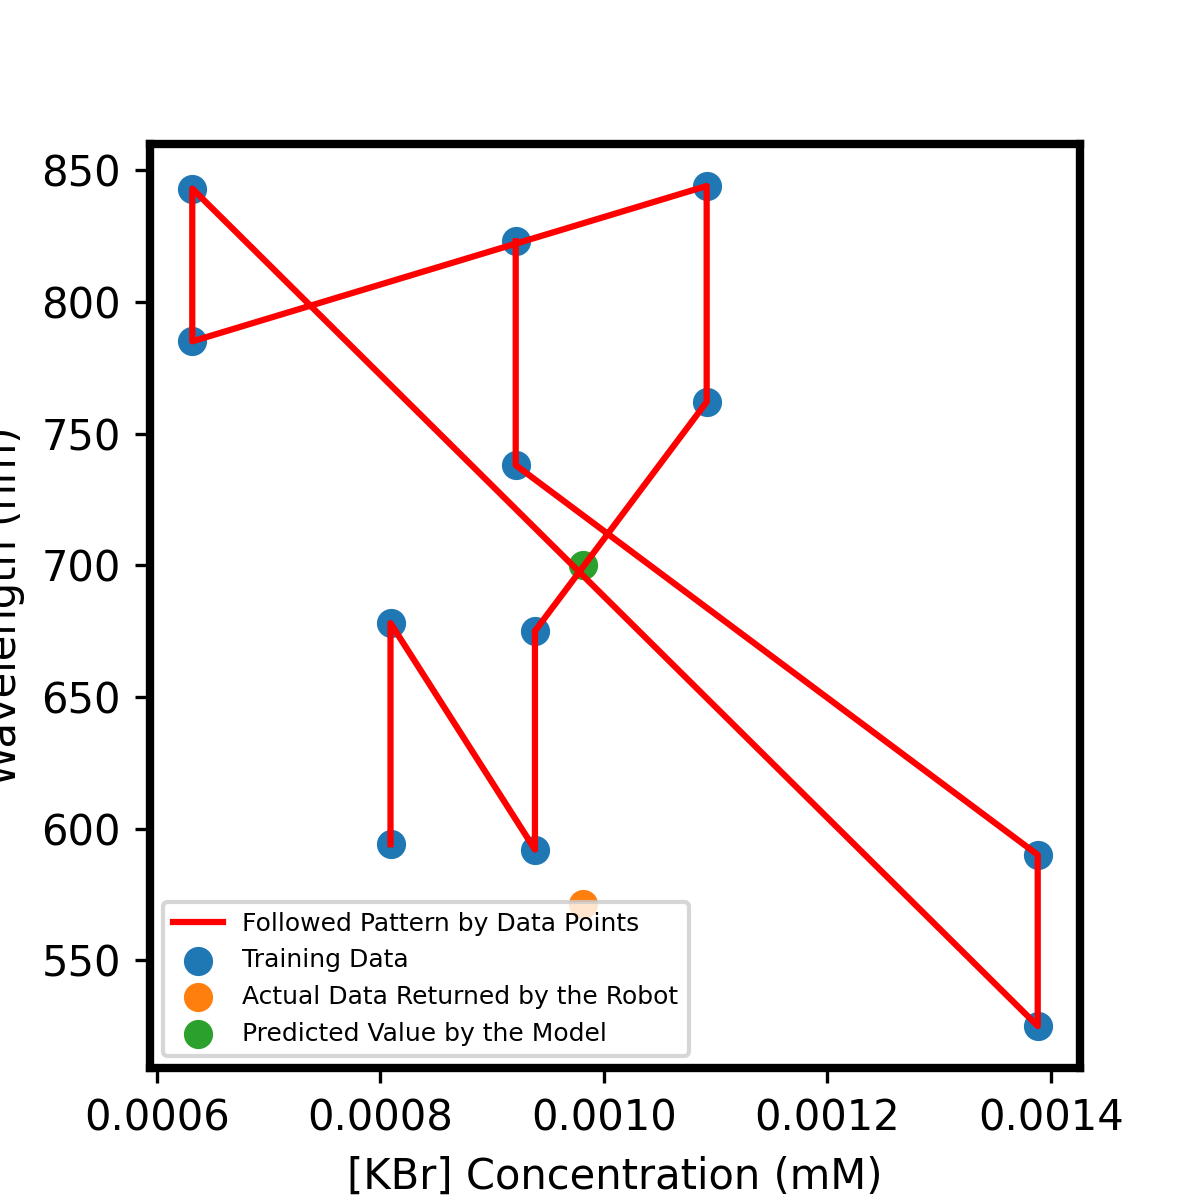 850
800
750
700
650
600
550
Wavelength (nm)
Followed Pattern by Data Points
Training Data
Actual Data Returned by the Robot
Predicted Value by the Model
0.0006 0.0008 0.0010 0.0012 0.0014
[KBr] Concentration (mM)